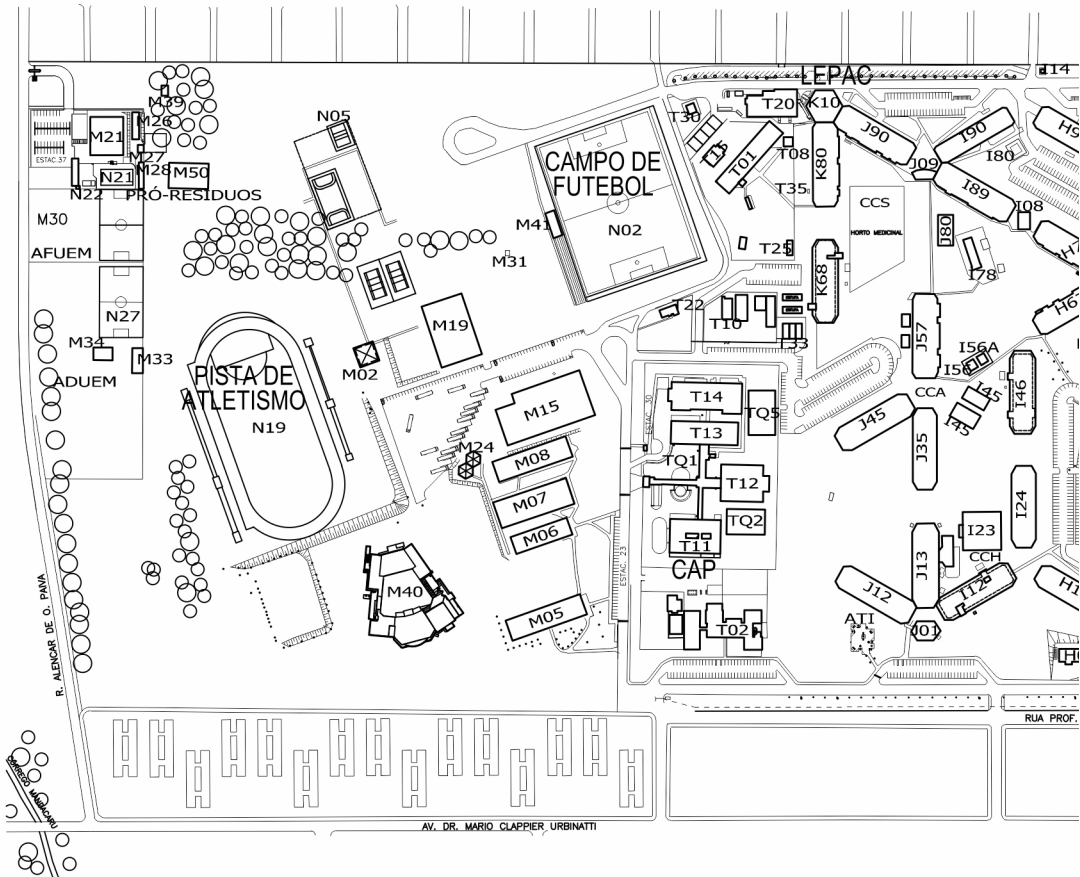 LEPAC
I14
M39
M26
M21
ESTAC.37
M27
M28
N21
M50
N22
PRÓ-RESIDUOS
M30
AFUEM
N27
M34
M33
ADUEM
N05
CAMPO DE
FUTEBOL
M41
N02
M31
T30
T20
K10
J90
I90
T01
T08
K80
J09
I80
I89
T35
CCS
HORTO MEDICINAL
I08
J80
T25
K68
I78
T22
T10
T33
J57
M19
M02
PISTA DE
ATLETISMO
N19
M15
M24
M08
M07
M06
M05
M40
ESTAC. 30
T14
TQ5
T13
TQ1
T12
TQ2
T11
ESTAC. 23
CAP
T02
I56A
I56
CCA
I45
I45
I46
J45
J35
I24
I23
CCH
J13
J12
I12
J01
ATI
R. ALENCAR DE O. PAIVA
RUA PROF.
CÓRREGO MANDACARU
AV. DR. MARIO CLAPPIER URBINATTI